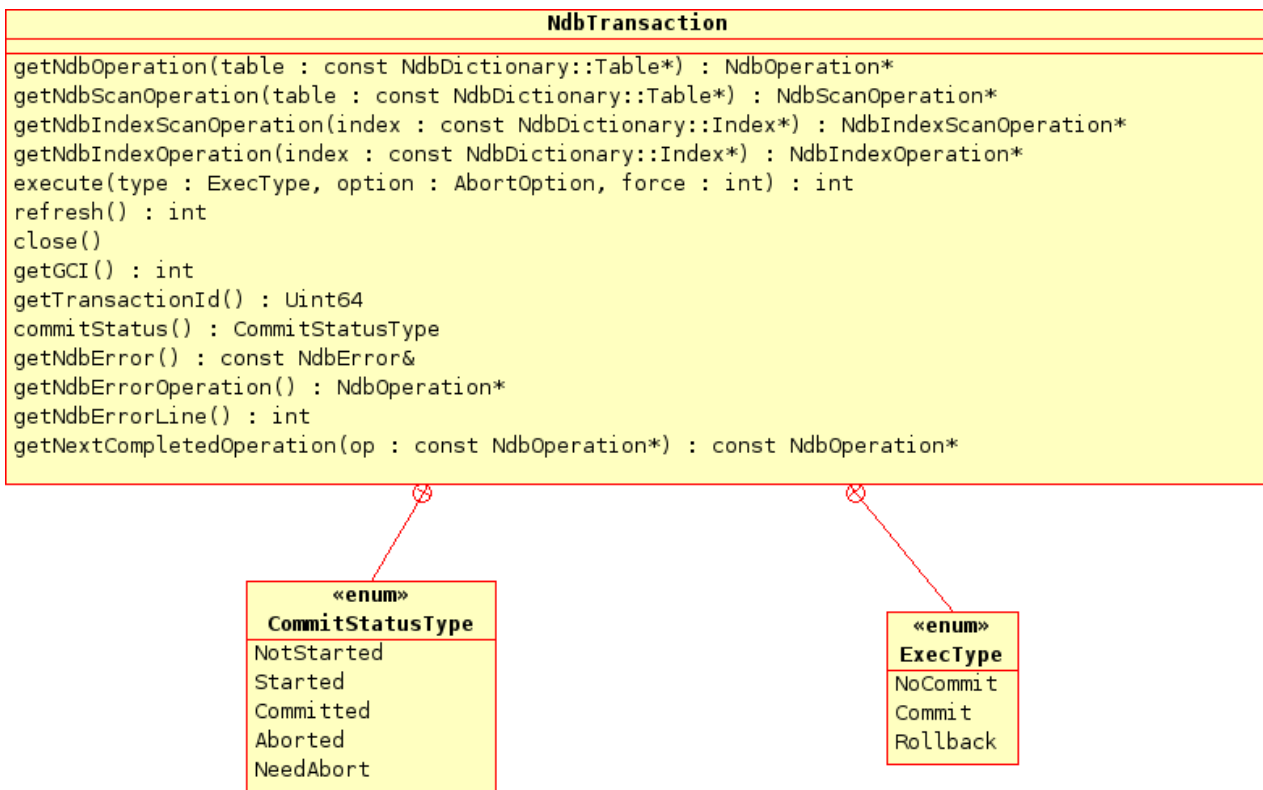 NdbTransaction
getNdbOperation(table : const NdbDictionary::Table*) : NdbOperation*
getNdbScanOperation(table : const NdbDictionary::Table*) : NdbScanOperation*
getNdbIndexScanOperation(index : const NdbDictionary::Index*) : NdbIndexScanOperation*
getNdbIndexOperation(index : const NdbDictionary::Index*) : NdbIndexOperation*
execute(type : ExecType, option : AbortOption, force : int) : int
refresh() : int
close()
getGCI() : int
getTransactionId() : Uint64
commitStatus() : CommitStatusType
getNdbError() : const NdbError&
getNdbErrorOperation() : NdbOperation*
getNdbErrorLine() : int
getNextCompletedOperation(op : const NdbOperation*) : const NdbOperation*
«enum»
CommitStatusType
NotStarted
Started
Committed
Aborted
NeedAbort
«enum»
ExecType
NoCommit
Commit
Rollback